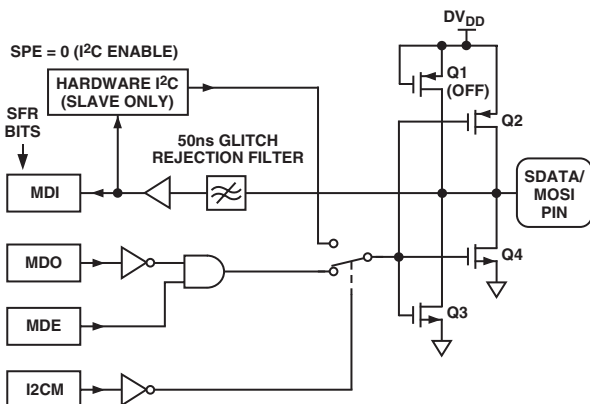 DVDD
SPE = 0 (I2C ENABLE)
HARDWARE I2C
(SLAVE ONLY)
Q1
(OFF)
Q2
SFR
BITS
50ns GLITCH
REJECTION FILTER
MDI
SDATA/
MOSI
PIN
MDO
Q4
MDE
Q3
I2CM